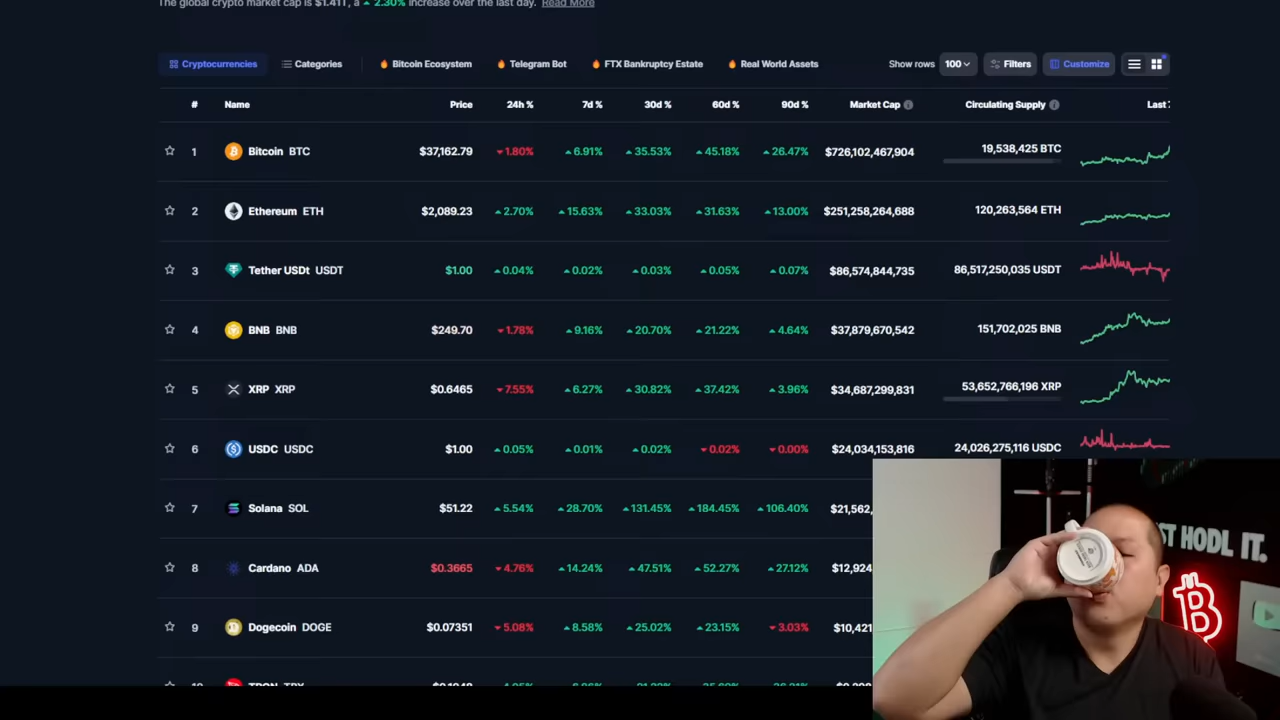 The global crypto market cap is $1.41T, a 2.30% increase over the last day. Read More
Cryptocurrencies Categories Bitcoin Ecosystem Telegram Bot FTX Bankruptcy Estate Real World Assets Show rows 100 Filters Customize
# Name Price 24h % 7d % 30d % 60d % 90d % Market Cap Circulating Supply Last
1 Bitcoin BTC $37,162.79 1.80% 6.91% 35.53% 45.18% 26.47% $726,102,467,904 19,538,425 BTC
2 Ethereum ETH $2,089.23 2.70% 15.63% 33.03% 31.63% 13.00% $251,258,264,688 120,263,564 ETH
3 Tether USDt USDT $1.00 0.04% 0.02% 0.03% 0.05% 0.07% $86,574,844,735 86,517,250,035 USDT
4 BNB BNB $249.70 1.78% 9.16% 20.70% 21.22% 4.64% $37,879,670,542 151,702,025 BNB
5 XRP XRP $0.6465 7.55% 6.27% 30.82% 37.42% 3.96% $34,687,299,831 53,652,766,196 XRP
6 USDC USDC $1.00 0.05% 0.01% 0.02% 0.02% 0.00% $24,034,153,816 24,026,275,116 USDC
7 Solana SOL $51.22 5.54% 28.70% 131.45% 184.45% 106.40% $21,562,
8 Cardano ADA $0.3665 4.76% 14.24% 47.51% 52.27% 27.12% $12,924
9 Dogecoin DOGE $0.07351 5.08% 8.58% 25.02% 23.15% 3.03% $10,421
ST HODL IT.